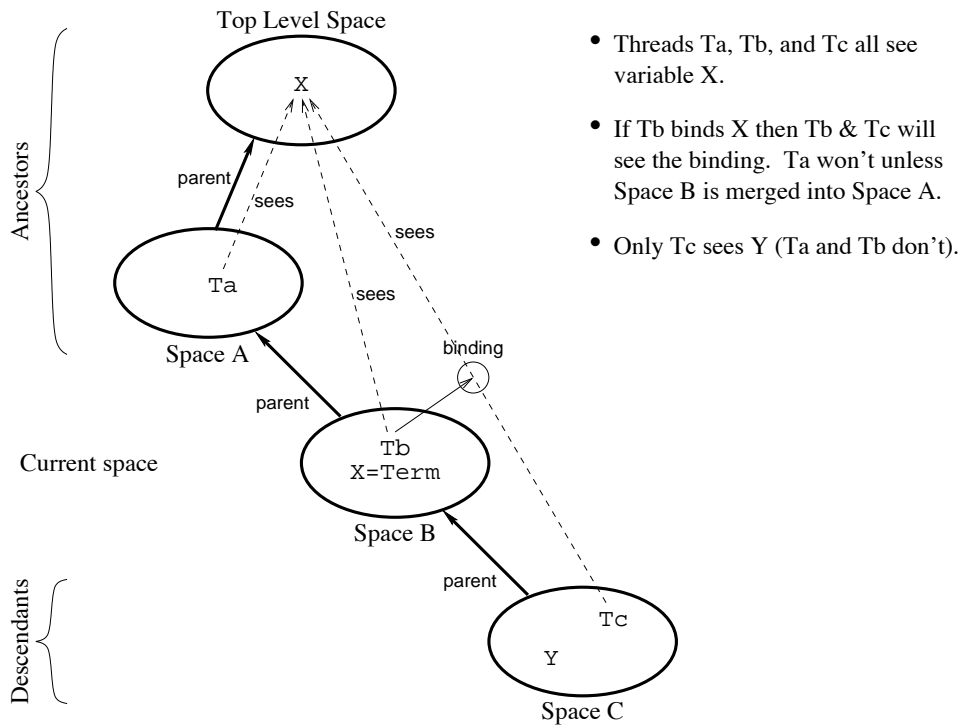 Top Level Space
X
parent
sees
Ancestors
Ta
Space A
sees
sees
binding
parent
Current space
Tb
X=Term
Space B
parent
Descendants
Tc
Y
Space C
• Threads Ta, Tb, and Tc all see
variable X.
• If Tb binds X then Tb & Tc will
see the binding. Ta won't unless
Space B is merged into Space A.
• Only Tc sees Y (Ta and Tb don't).